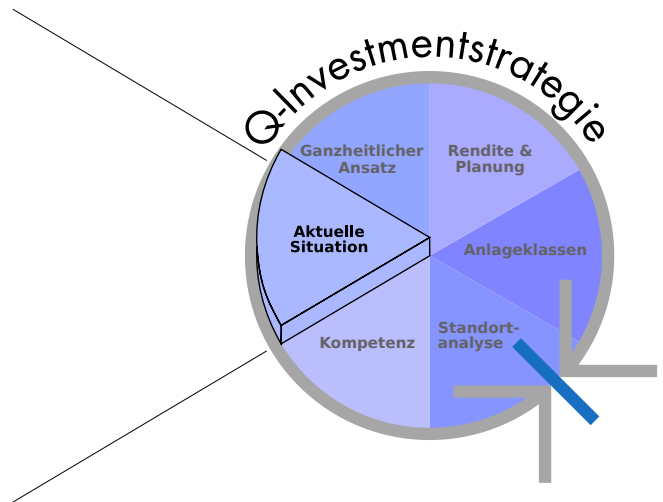 Q-Investmentstrategie
Ganzheitlicher
Ansatz
Rendite &
Planung
Aktuelle
Situation
Anlageklassen
Kompetenz
Standort-
analyse